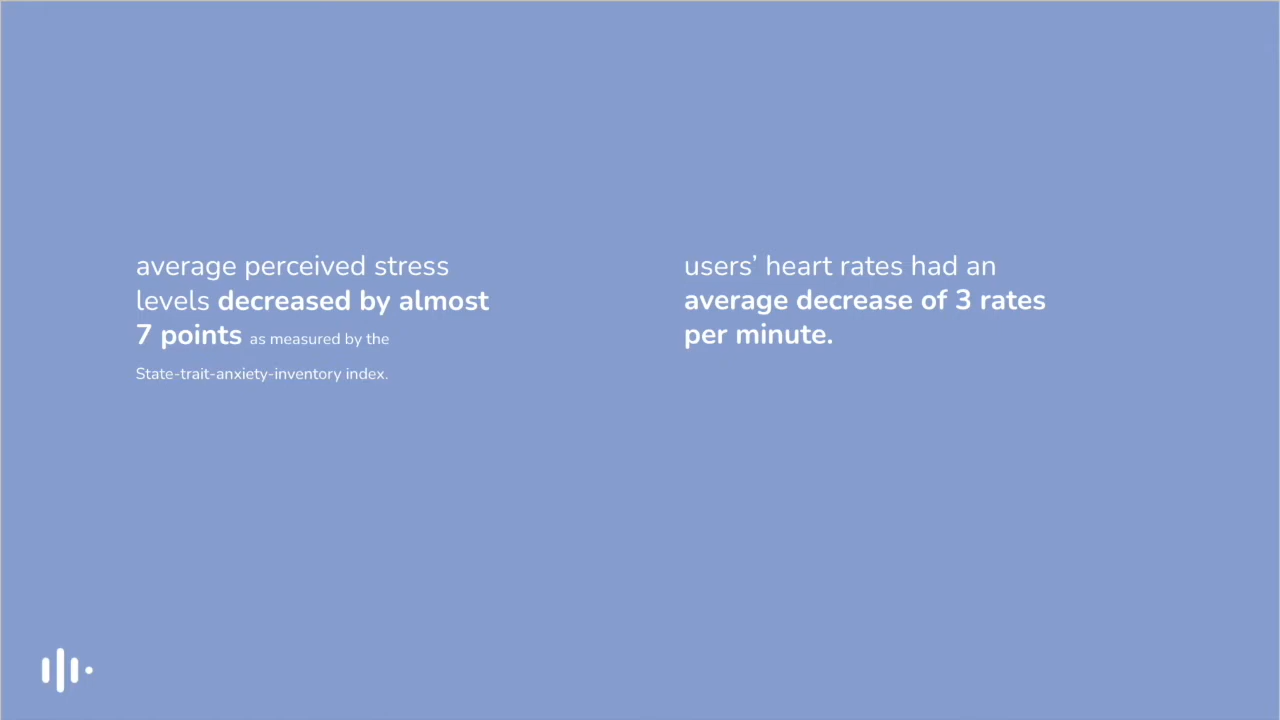 average perceived stress
levels decreased by almost
7 points as measured by the
State-trait-anxiety-inventory index.
users’ heart rates had an
average decrease of 3 rates
per minute.